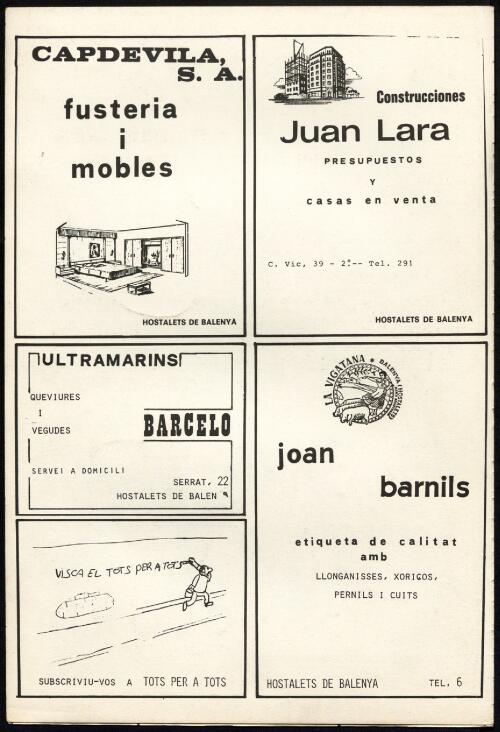 CAPDEVILA,
S. A.
fusteria
i
mobles
HOSTALETS DE BALENYA
Construcciones
Juan Lara
PRESUPUESTOS
Y
casas en venta
C. Vic, 39 - 2º-- Tel. 291
HOSTALETS DE BALENYA
ULTRAMARINS
QUEVIURES
I
VEGUDES
BARCELO
SERVEI A DOMICILI
SERRAT, 22
HOSTALETS DE BALEN
LA VIGATANA * BALENYA (HOSTALETS)
joan
barnils
etiqueta de calitat
amb
LLONGANISSES, XORIÇOS,
PERNILS I CUITS
HOSTALETS DE BALENYA TEL. 6
VISCA EL TOTS PER A TOTS
SUBSCRIVIU-VOS A TOTS PER A TOTS